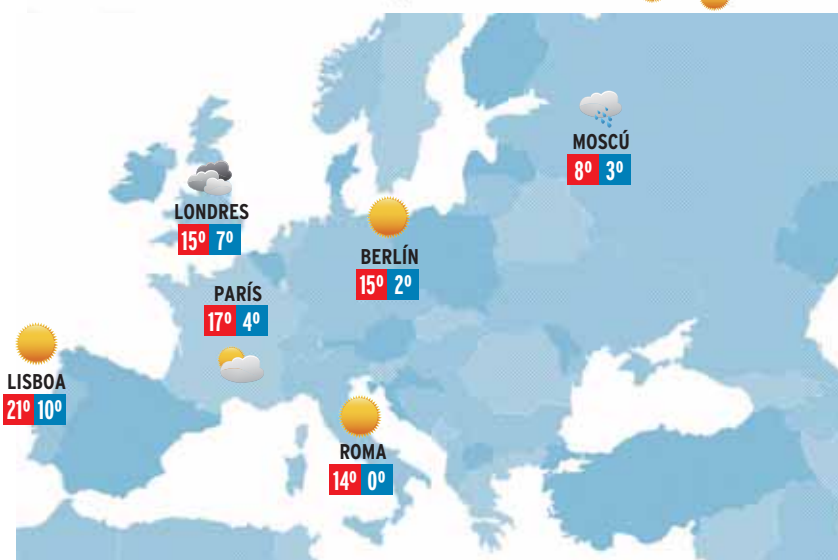 MOSCÚ
8º 3º
LONDRES
15º 7º
BERLÍN
15º 2º
PARÍS
17º 4º
LISBOA
21º 10º
ROMA
14º 0º